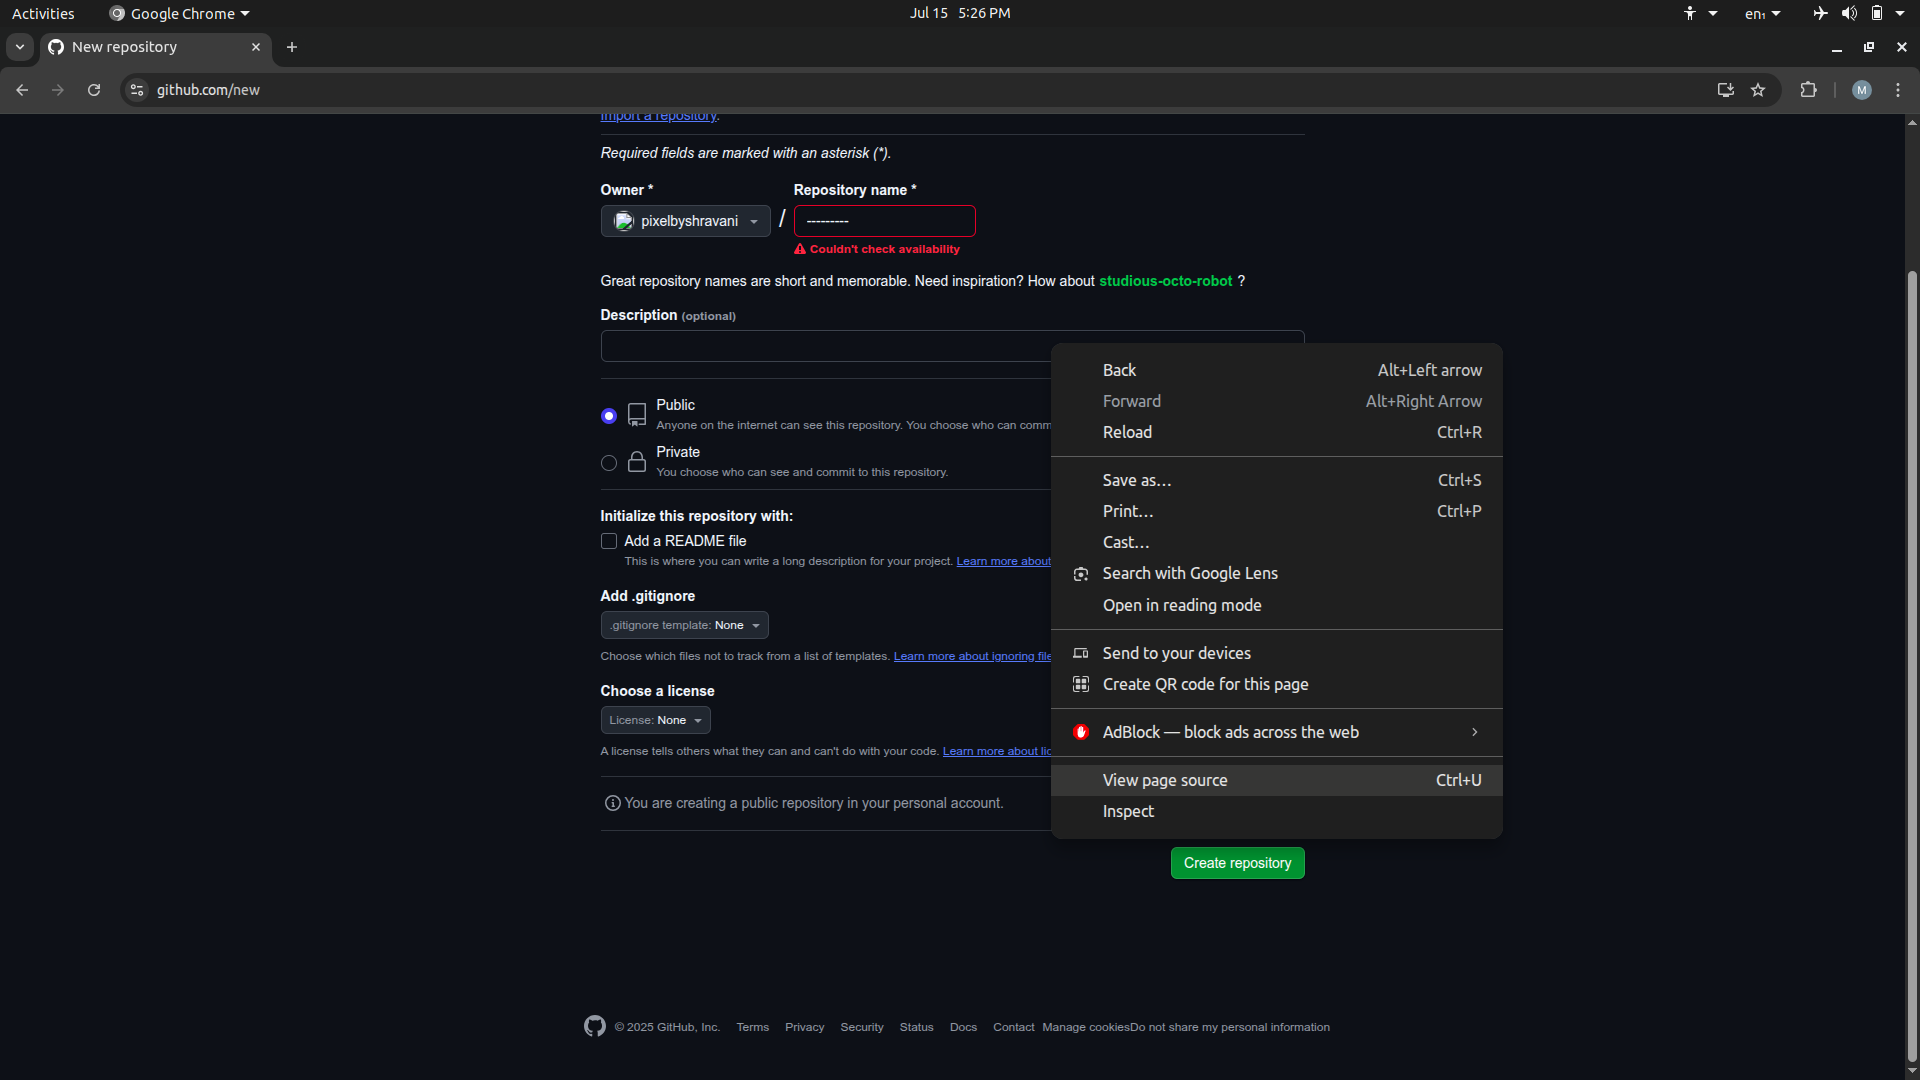 Activities
Google Chrome
Jul 15 5:26 PM
en₁
New repository
github.com/new
M
Import a repository.
Required fields are marked with an asterisk (*).
Owner * Repository name *
pixelbyshravani / ---------
Couldn't check availability
Great repository names are short and memorable. Need inspiration? How about studious-octo-robot ?
Description (optional)
Public
Anyone on the internet can see this repository. You choose who can comm
Private
You choose who can see and commit to this repository.
Initialize this repository with:
Add a README file
This is where you can write a long description for your project. Learn more about
Add .gitignore
.gitignore template: None
Choose which files not to track from a list of templates. Learn more about ignoring file
Choose a license
License: None
A license tells others what they can and can't do with your code. Learn more about lic
You are creating a public repository in your personal account.
Back Alt+Left arrow
Forward Alt+Right Arrow
Reload Ctrl+R
Save as... Ctrl+S
Print... Ctrl+P
Cast...
Search with Google Lens
Open in reading mode
Send to your devices
Create QR code for this page
AdBlock — block ads across the web
View page source Ctrl+U
Inspect
Create repository
© 2025 GitHub, Inc. Terms Privacy Security Status Docs Contact Manage cookies Do not share my personal information